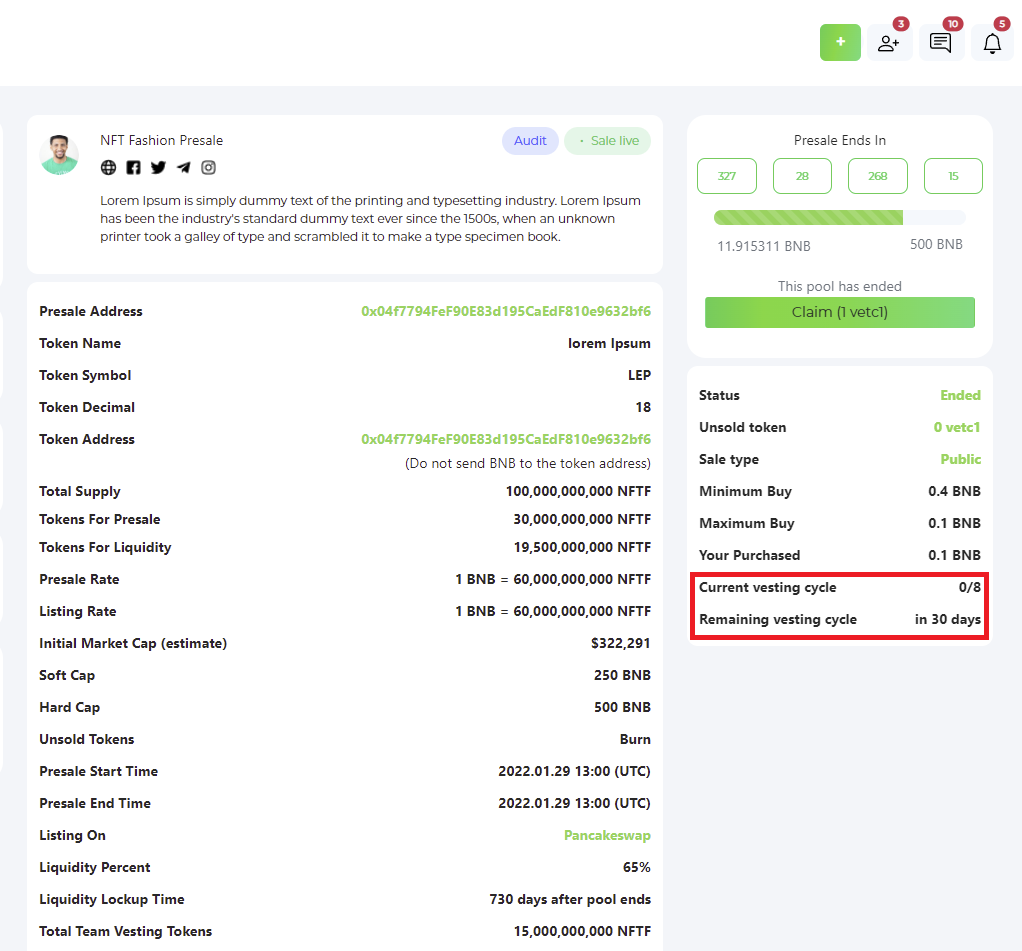 3
10
5
+
NFT Fashion Presale
Audit
· Sale live
Lorem Ipsum is simply dummy text of the printing and typesetting industry. Lorem Ipsum
has been the industry's standard dummy text ever since the 1500s, when an unknown
printer took a galley of type and scrambled it to make a type specimen book.
Presale Address 0x04f7794FeF90E83d195CaEdF810e9632bf6
Token Name lorem Ipsum
Token Symbol LEP
Token Decimal 18
Token Address 0x04f7794FeF90E83d195CaEdF810e9632bf6
(Do not send BNB to the token address)
Total Supply 100,000,000,000 NFTF
Tokens For Presale 30,000,000,000 NFTF
Tokens For Liquidity 19,500,000,000 NFTF
Presale Rate 1 BNB = 60,000,000,000 NFTF
Listing Rate 1 BNB = 60,000,000,000 NFTF
Initial Market Cap (estimate) $322,291
Soft Cap 250 BNB
Hard Cap 500 BNB
Unsold Tokens Burn
Presale Start Time 2022.01.29 13:00 (UTC)
Presale End Time 2022.01.29 13:00 (UTC)
Listing On Pancakeswap
Liquidity Percent 65%
Liquidity Lockup Time 730 days after pool ends
Total Team Vesting Tokens 15,000,000,000 NFTF
Presale Ends In
327 28 268 15
11.915311 BNB 500 BNB
This pool has ended
Claim (1 vetc1)
Status Ended
Unsold token 0 vetc1
Sale type Public
Minimum Buy 0.4 BNB
Maximum Buy 0.1 BNB
Your Purchased 0.1 BNB
Current vesting cycle 0/8
Remaining vesting cycle in 30 days